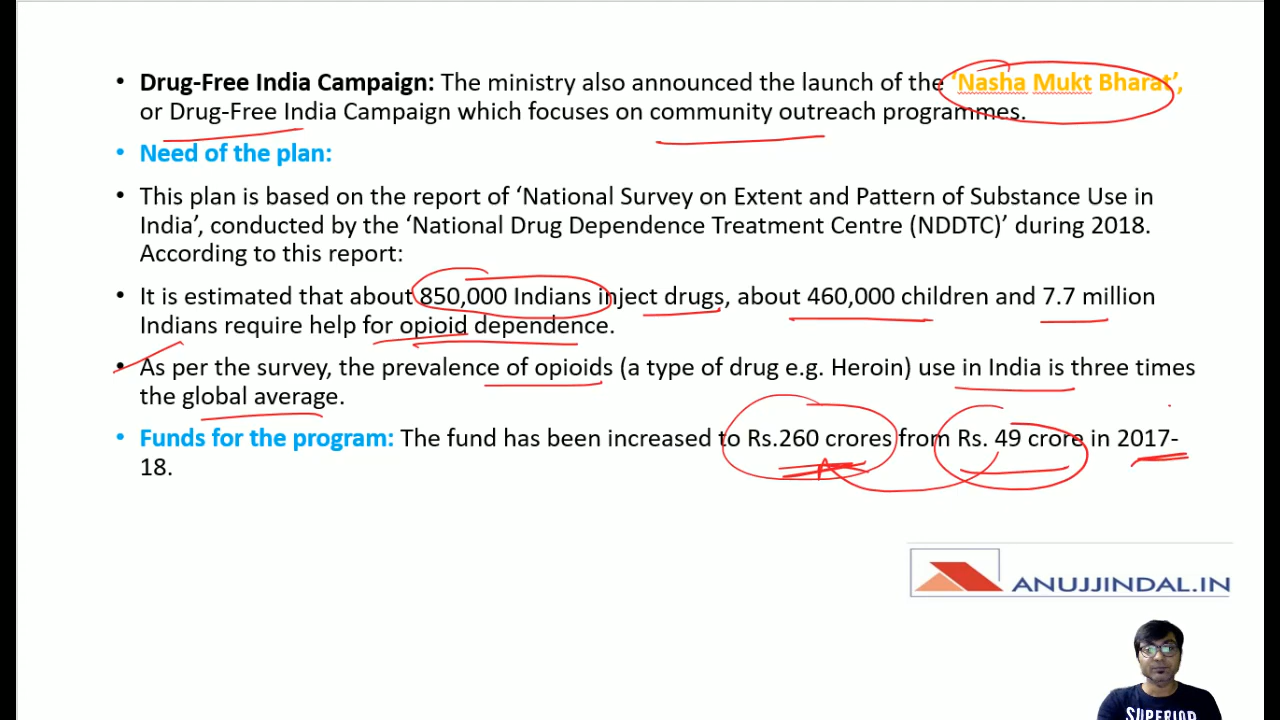 • Drug-Free India Campaign: The ministry also announced the launch of the ‘Nasha Mukt Bharat’,
or Drug-Free India Campaign which focuses on community outreach programmes.
• Need of the plan:
• This plan is based on the report of ‘National Survey on Extent and Pattern of Substance Use in
India’, conducted by the ‘National Drug Dependence Treatment Centre (NDDTC)’ during 2018.
According to this report:
• It is estimated that about 850,000 Indians inject drugs, about 460,000 children and 7.7 million
Indians require help for opioid dependence.
• As per the survey, the prevalence of opioids (a type of drug e.g. Heroin) use in India is three times
the global average.
• Funds for the program: The fund has been increased to Rs.260 crores from Rs. 49 crore in 2017-
18.
ANUJJINDAL.IN
SUPERIOR